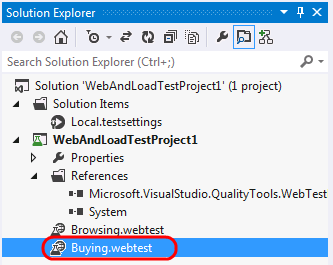 Solution Explorer
Search Solution Explorer (Ctrl+;)
Solution 'WebAndLoadTestProject1' (1 project)
Solution Items
Local.testsettings
WebAndLoadTestProject1
Properties
References
Microsoft.VisualStudio.QualityTools.WebTest
System
Browsing.webtest
Buying.webtest